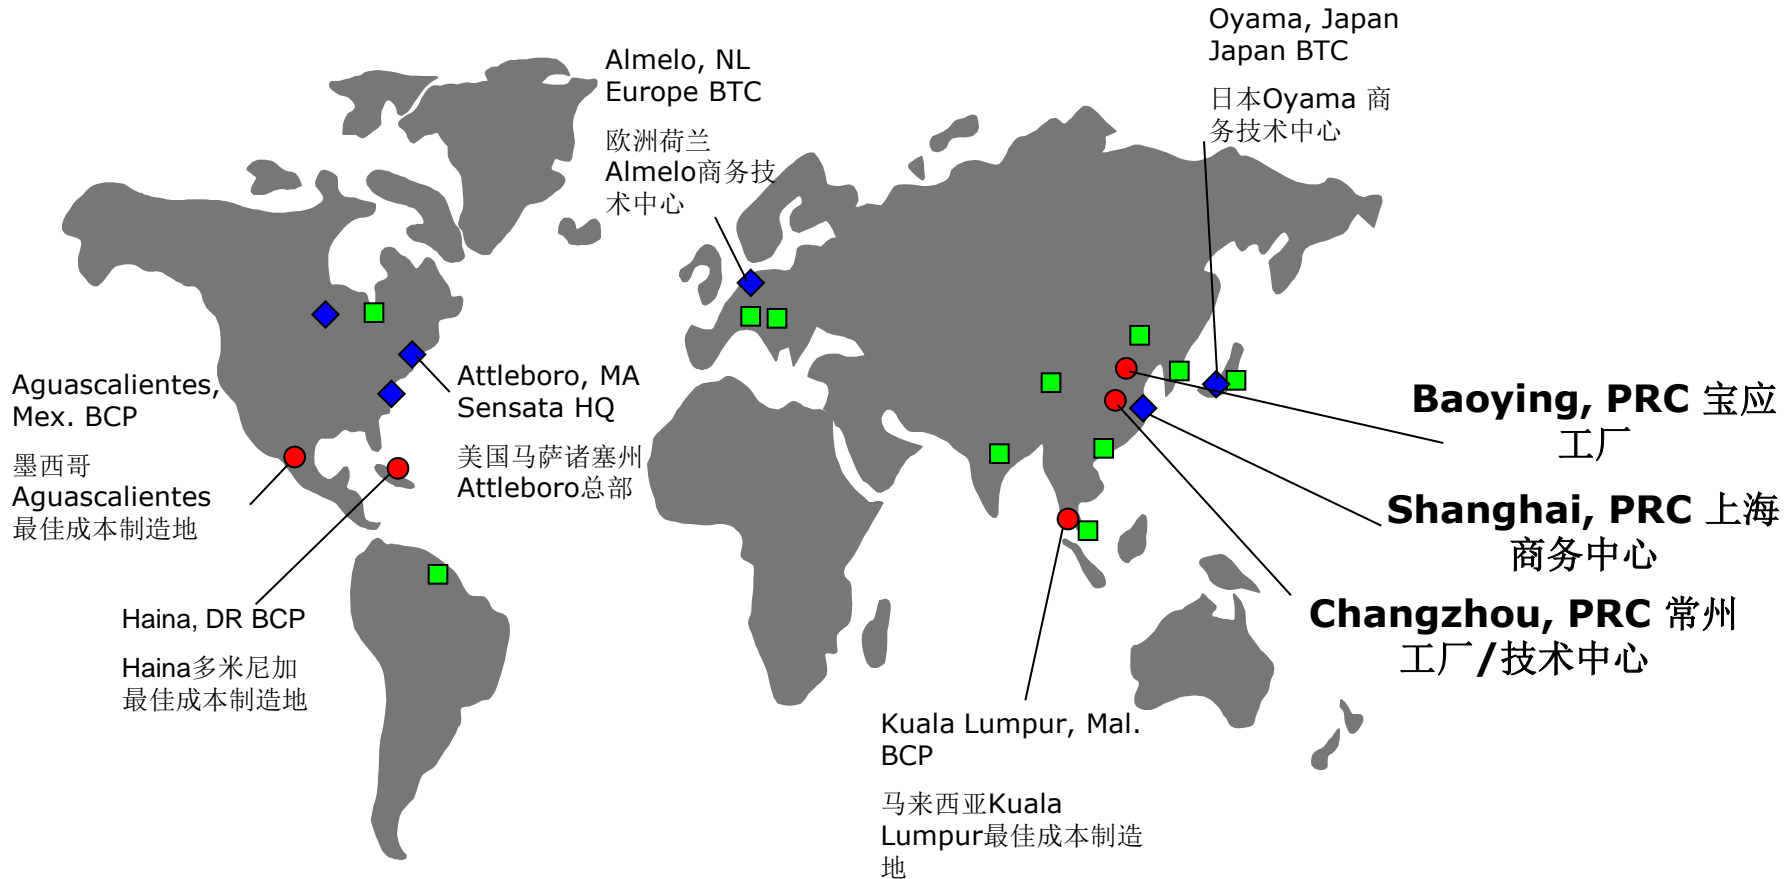 Oyama, Japan
Japan BTC
日本Oyama 商
务技术中心
Almelo, NL
Europe BTC
欧洲荷兰
Almelo商务技
术中心
Aguascalientes,
Mex. BCP
墨西哥
Aguascalientes
最佳成本制造地
Attleboro, MA
Sensata HQ
美国马萨诸塞州
Attleboro总部
Baoying, PRC 宝应
工厂
Shanghai, PRC 上海
商务中心
Changzhou, PRC 常州
工厂/技术中心
Haina, DR BCP
Haina多米尼加
最佳成本制造地
Kuala Lumpur, Mal.
BCP
马来西亚Kuala
Lumpur最佳成本制造
地